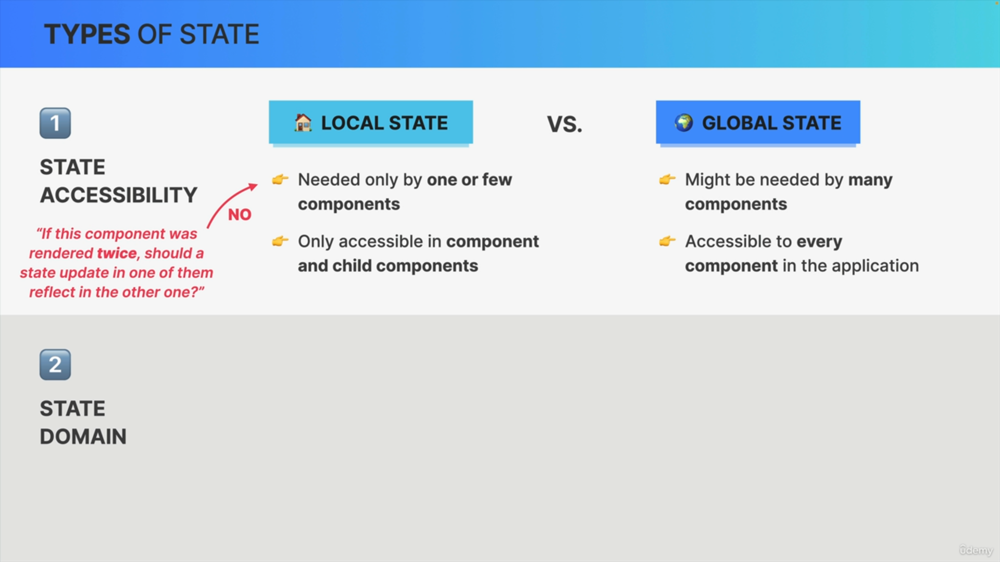 TYPES OF STATE
1
STATE
ACCESSIBILITY
“If this component was
rendered twice, should a
state update in one of them
reflect in the other one?”
NO
LOCAL STATE
Needed only by one or few
components
Only accessible in component
and child components
VS.
GLOBAL STATE
Might be needed by many
components
Accessible to every
component in the application
2
STATE
DOMAIN
ûdemy